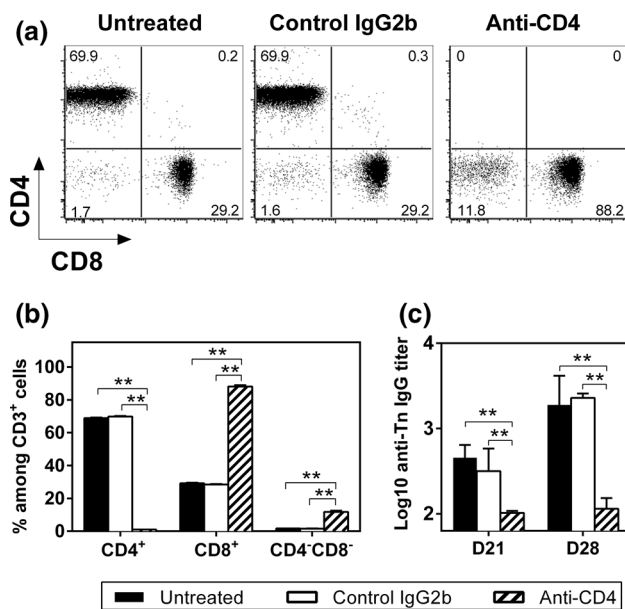 (a)
Untreated Control IgG2b Anti-CD4
69.9 0.2 69.9 0.3 0 0
1.7 29.2 1.6 29.2 11.8 88.2
CD4
CD8
(b)
% among CD3⁺ cells
100
80
60
40
20
0
** ** ** ** ** **
CD4⁺ CD8⁺ CD4⁻CD8⁻
(c)
Log10 anti-Tn IgG titer
4
3
2
** ** ** **
D21 D28
Untreated Control IgG2b Anti-CD4